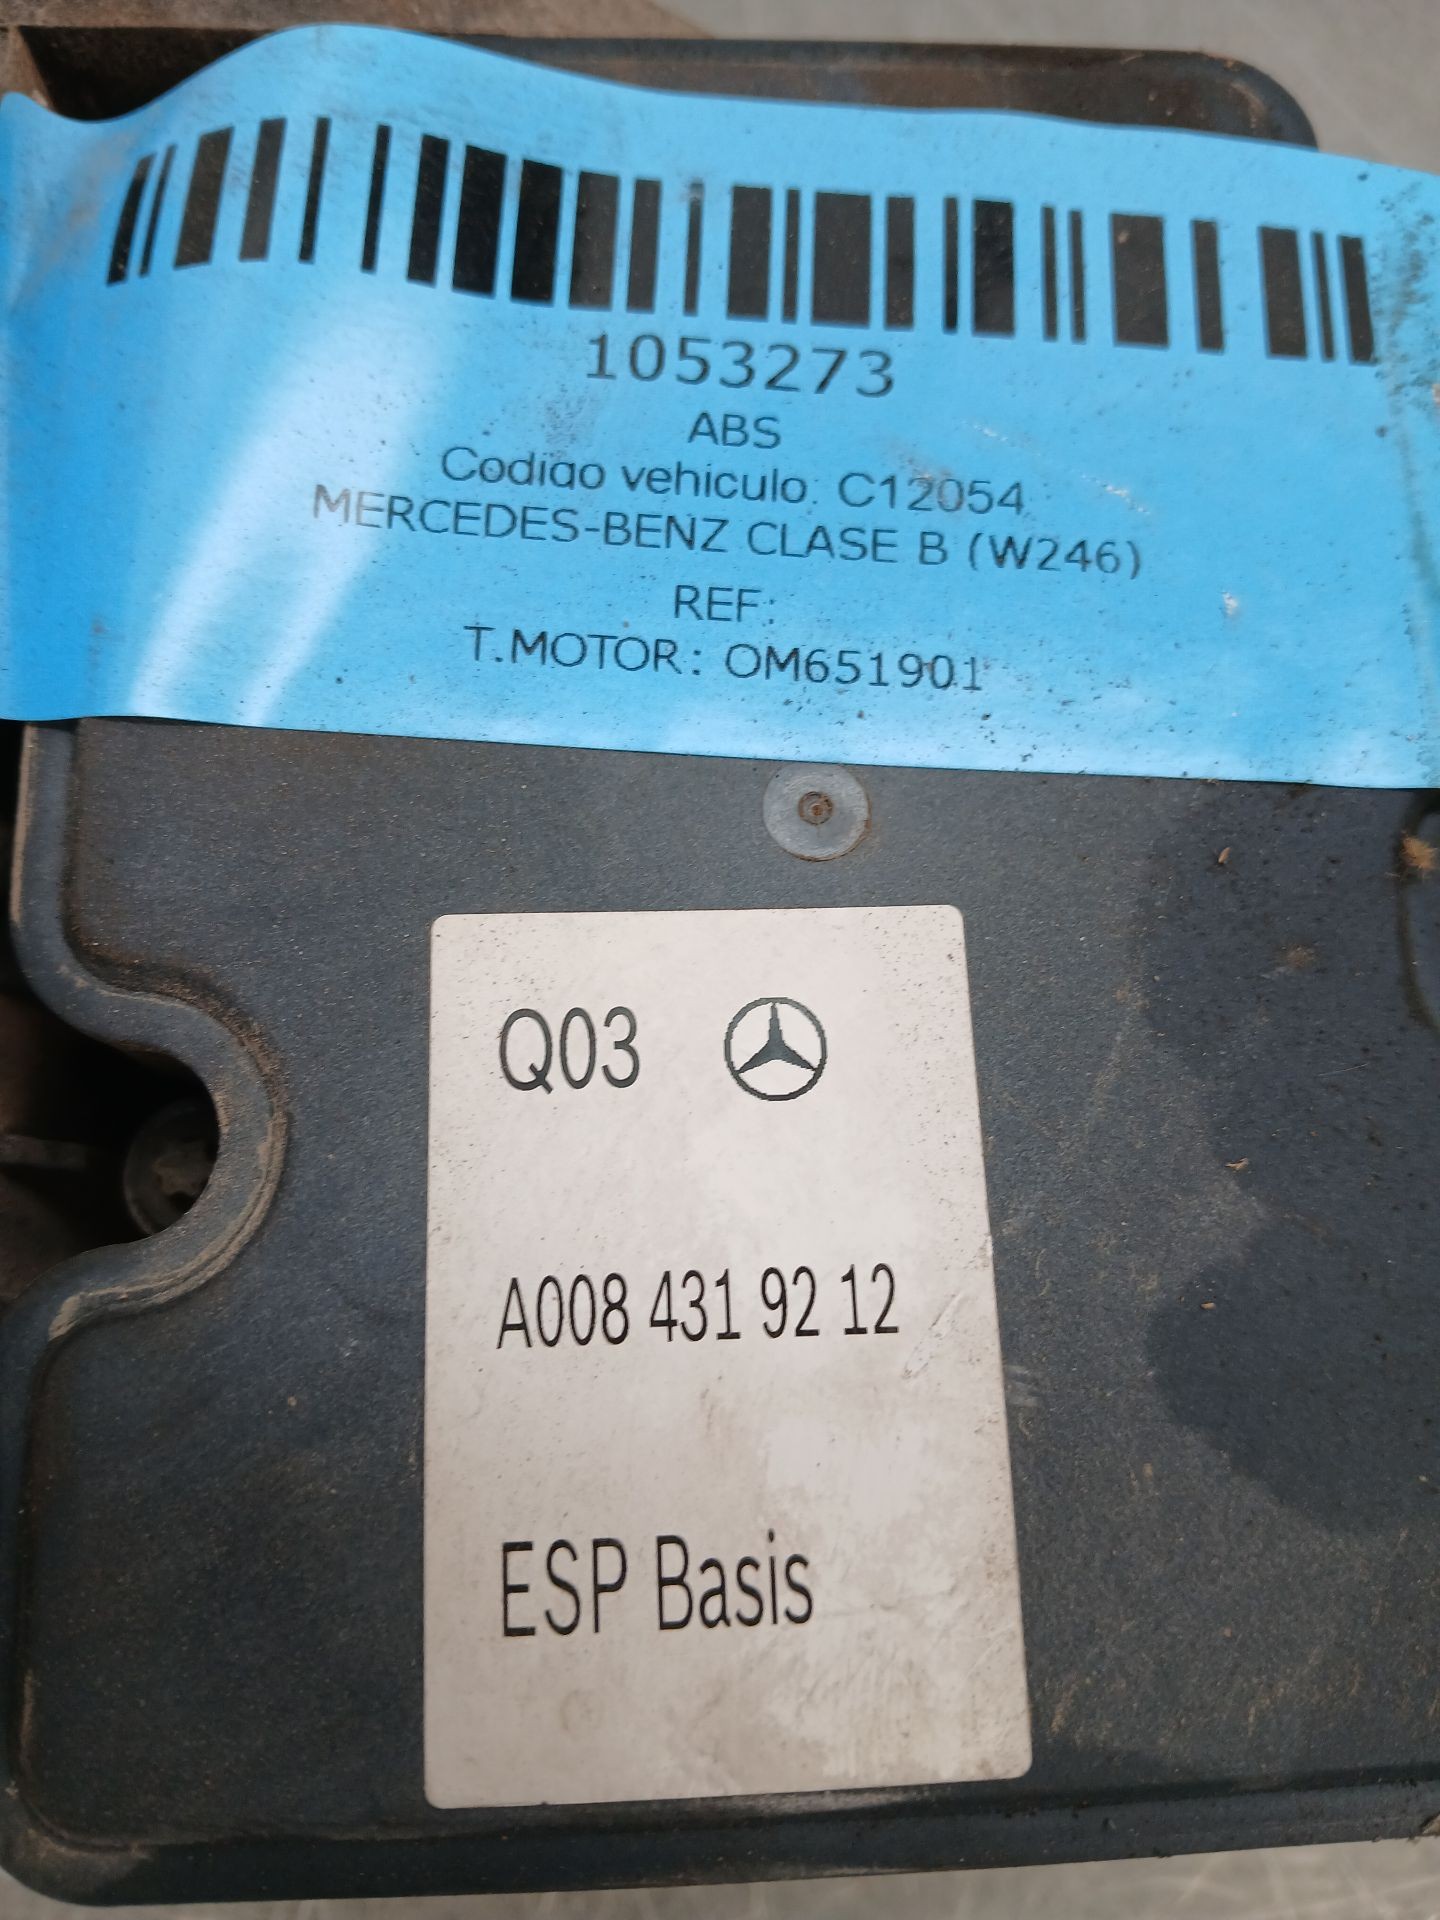 1053273
ABS
Codigo vehiculo: C12054
MERCEDES-BENZ CLASE B (W246)
REF:
T.MOTOR: OM651901
Q03
A008 431 92 12
ESP Basis